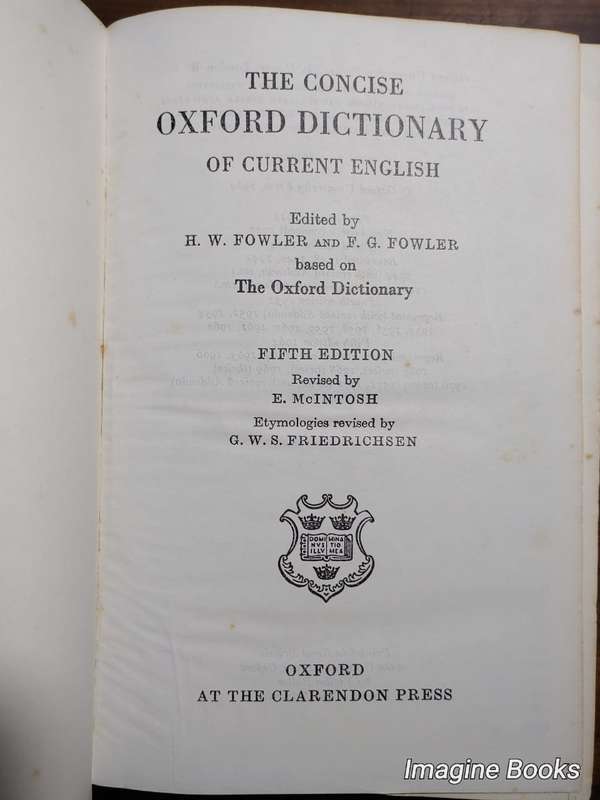 THE CONCISE
OXFORD DICTIONARY
OF CURRENT ENGLISH
Edited by
H. W. FOWLER AND F. G. FOWLER
based on
The Oxford Dictionary
FIFTH EDITION
Revised by
E. McINTOSH
Etymologies revised by
G. W. S. FRIEDRICHSEN
DOMI MINA
NVS TIO
ILLV MEA
OXFORD
AT THE CLARENDON PRESS
Imagine Books